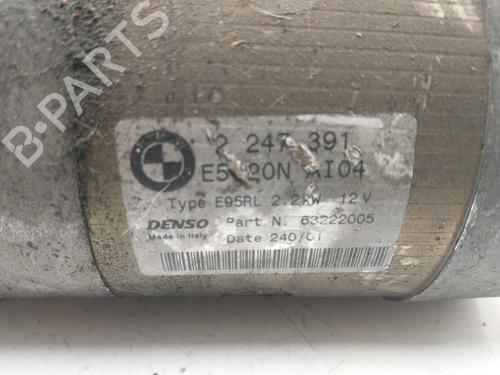 2 247 391
Type E95RL 2.2kW 12V
DENSO Part N. 63222005
Made in Italy Date 240/01
B-PARTS